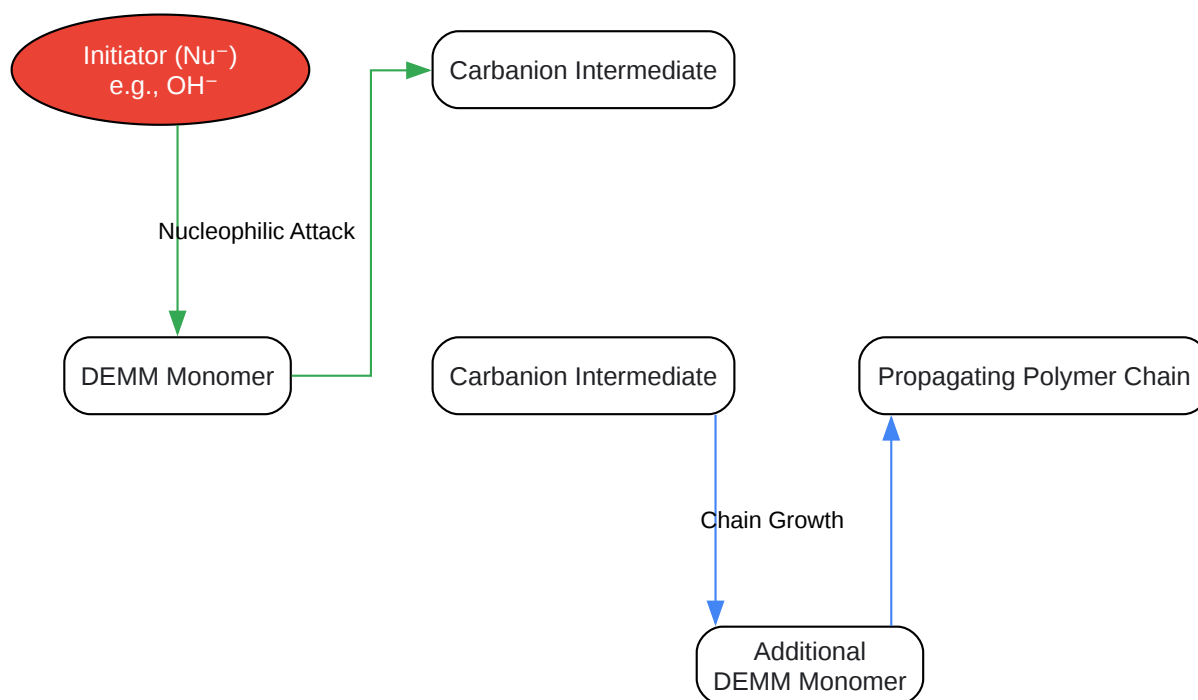 Initiator (Nu⁻)
e.g., OH⁻
Carbanion Intermediate
Nucleophilic Attack
DEMM Monomer
Carbanion Intermediate
Propagating Polymer Chain
Chain Growth
Additional
DEMM Monomer